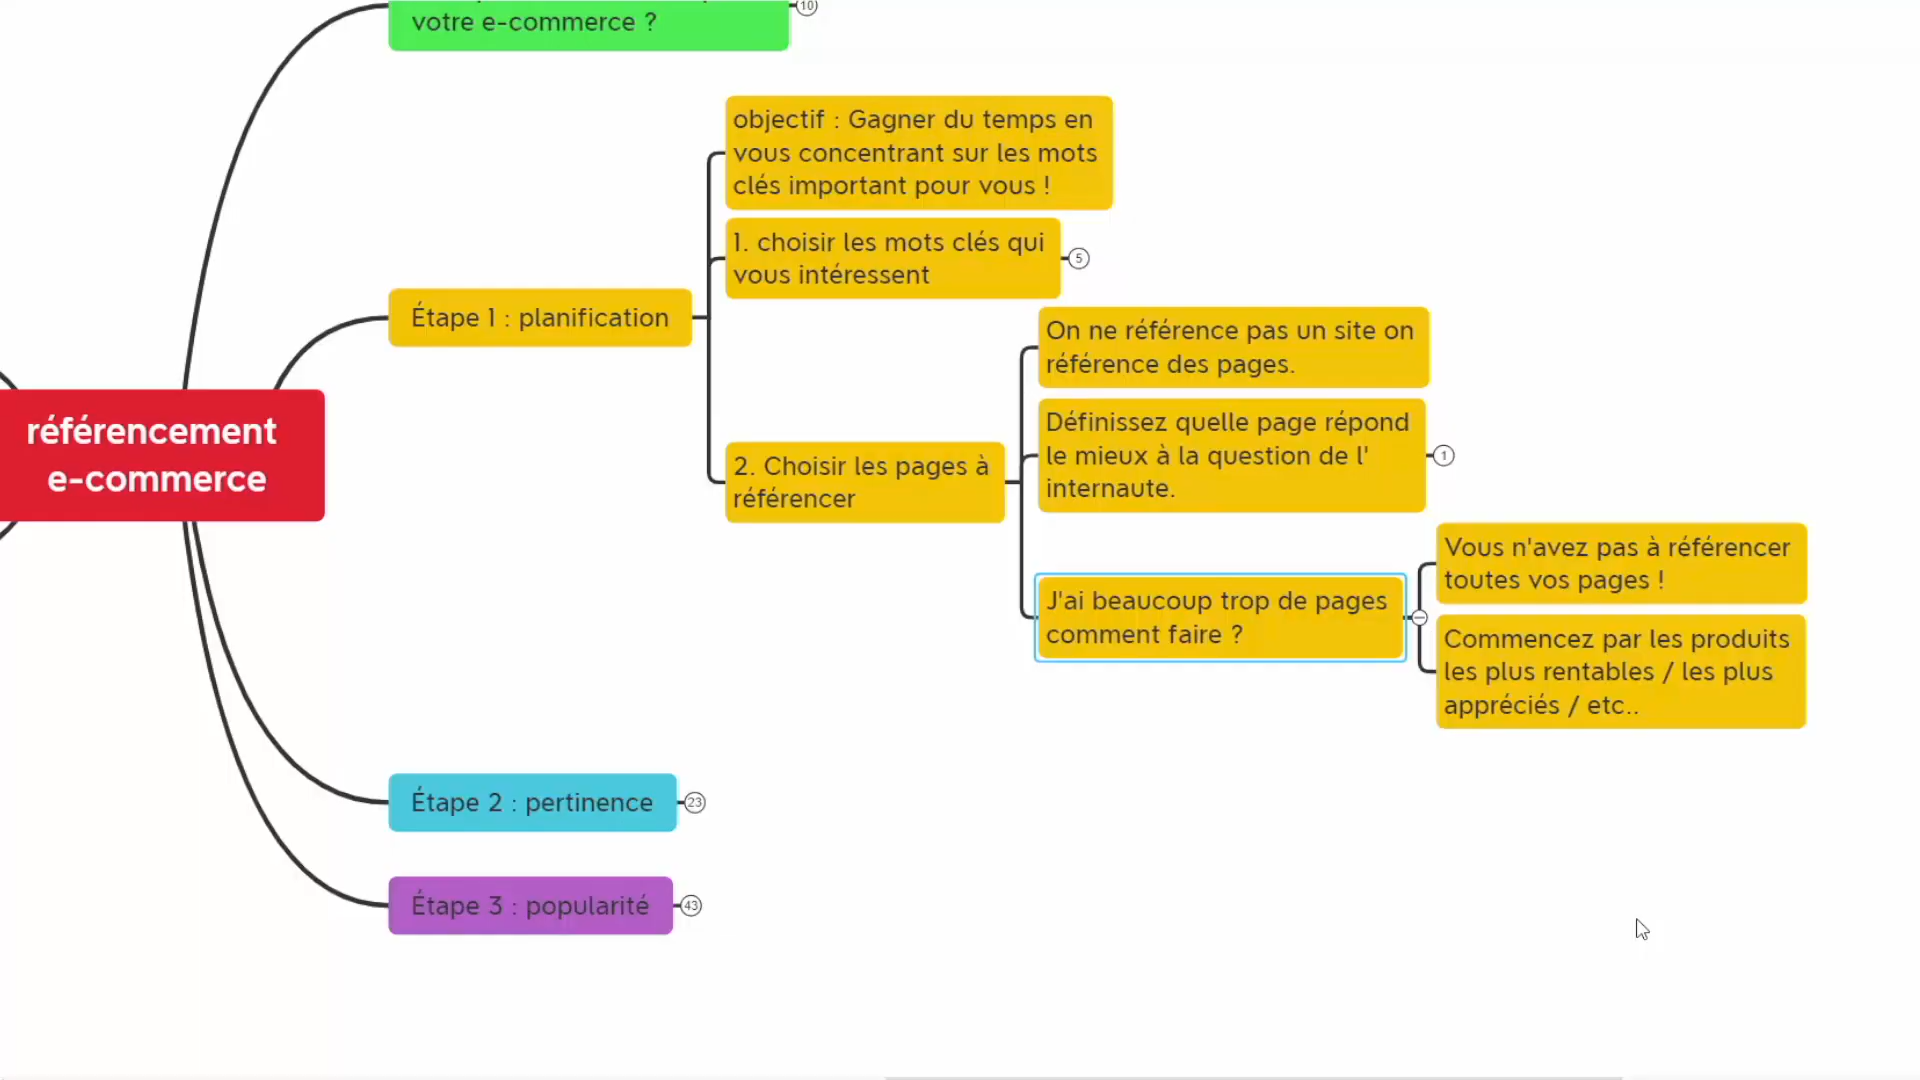 votre e-commerce ?
10
objectif : Gagner du temps en
vous concentrant sur les mots
clés important pour vous !
1. choisir les mots clés qui
vous intéressent
5
Étape 1 : planification
On ne référence pas un site on
référence des pages.
Définissez quelle page répond
le mieux à la question de l'
internaute.
1
2. Choisir les pages à
référencer
référencement
e-commerce
Vous n'avez pas à référencer
toutes vos pages !
J'ai beaucoup trop de pages
comment faire ?
Commencez par les produits
les plus rentables / les plus
appréciés / etc..
Étape 2 : pertinence
23
Étape 3 : popularité
43